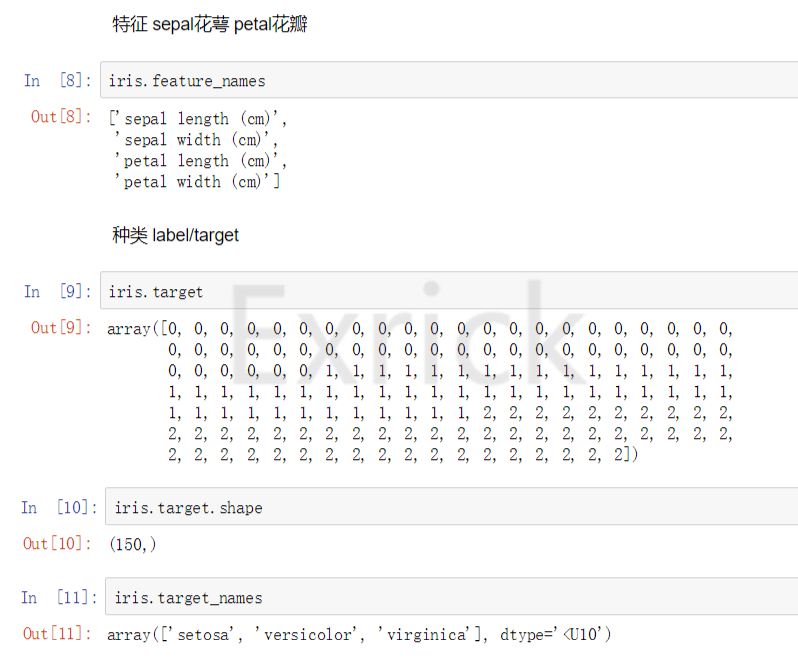 特征 sepal花萼 petal花瓣
In [8]: iris.feature_names
Out[8]: ['sepal length (cm)',
'sepal width (cm)',
'petal length (cm)',
'petal width (cm)']
种类 label/target
In [9]: iris.target
Out[9]: array([0, 0, 0, 0, 0, 0, 0, 0, 0, 0, 0, 0, 0, 0, 0, 0, 0, 0, 0, 0, 0, 0,
0, 0, 0, 0, 0, 0, 0, 0, 0, 0, 0, 0, 0, 0, 0, 0, 0, 0, 0, 0, 0, 0,
0, 0, 0, 0, 0, 0, 1, 1, 1, 1, 1, 1, 1, 1, 1, 1, 1, 1, 1, 1, 1, 1,
1, 1, 1, 1, 1, 1, 1, 1, 1, 1, 1, 1, 1, 1, 1, 1, 1, 1, 1, 1, 1, 1,
1, 1, 1, 1, 1, 1, 1, 1, 1, 1, 1, 1, 2, 2, 2, 2, 2, 2, 2, 2, 2, 2,
2, 2, 2, 2, 2, 2, 2, 2, 2, 2, 2, 2, 2, 2, 2, 2, 2, 2, 2, 2, 2, 2,
2, 2, 2, 2, 2, 2, 2, 2, 2, 2, 2, 2, 2, 2, 2, 2, 2, 2])
Exrick
In [10]: iris.target.shape
Out[10]: (150,)
In [11]: iris.target_names
Out[11]: array(['setosa', 'versicolor', 'virginica'], dtype='<U10')